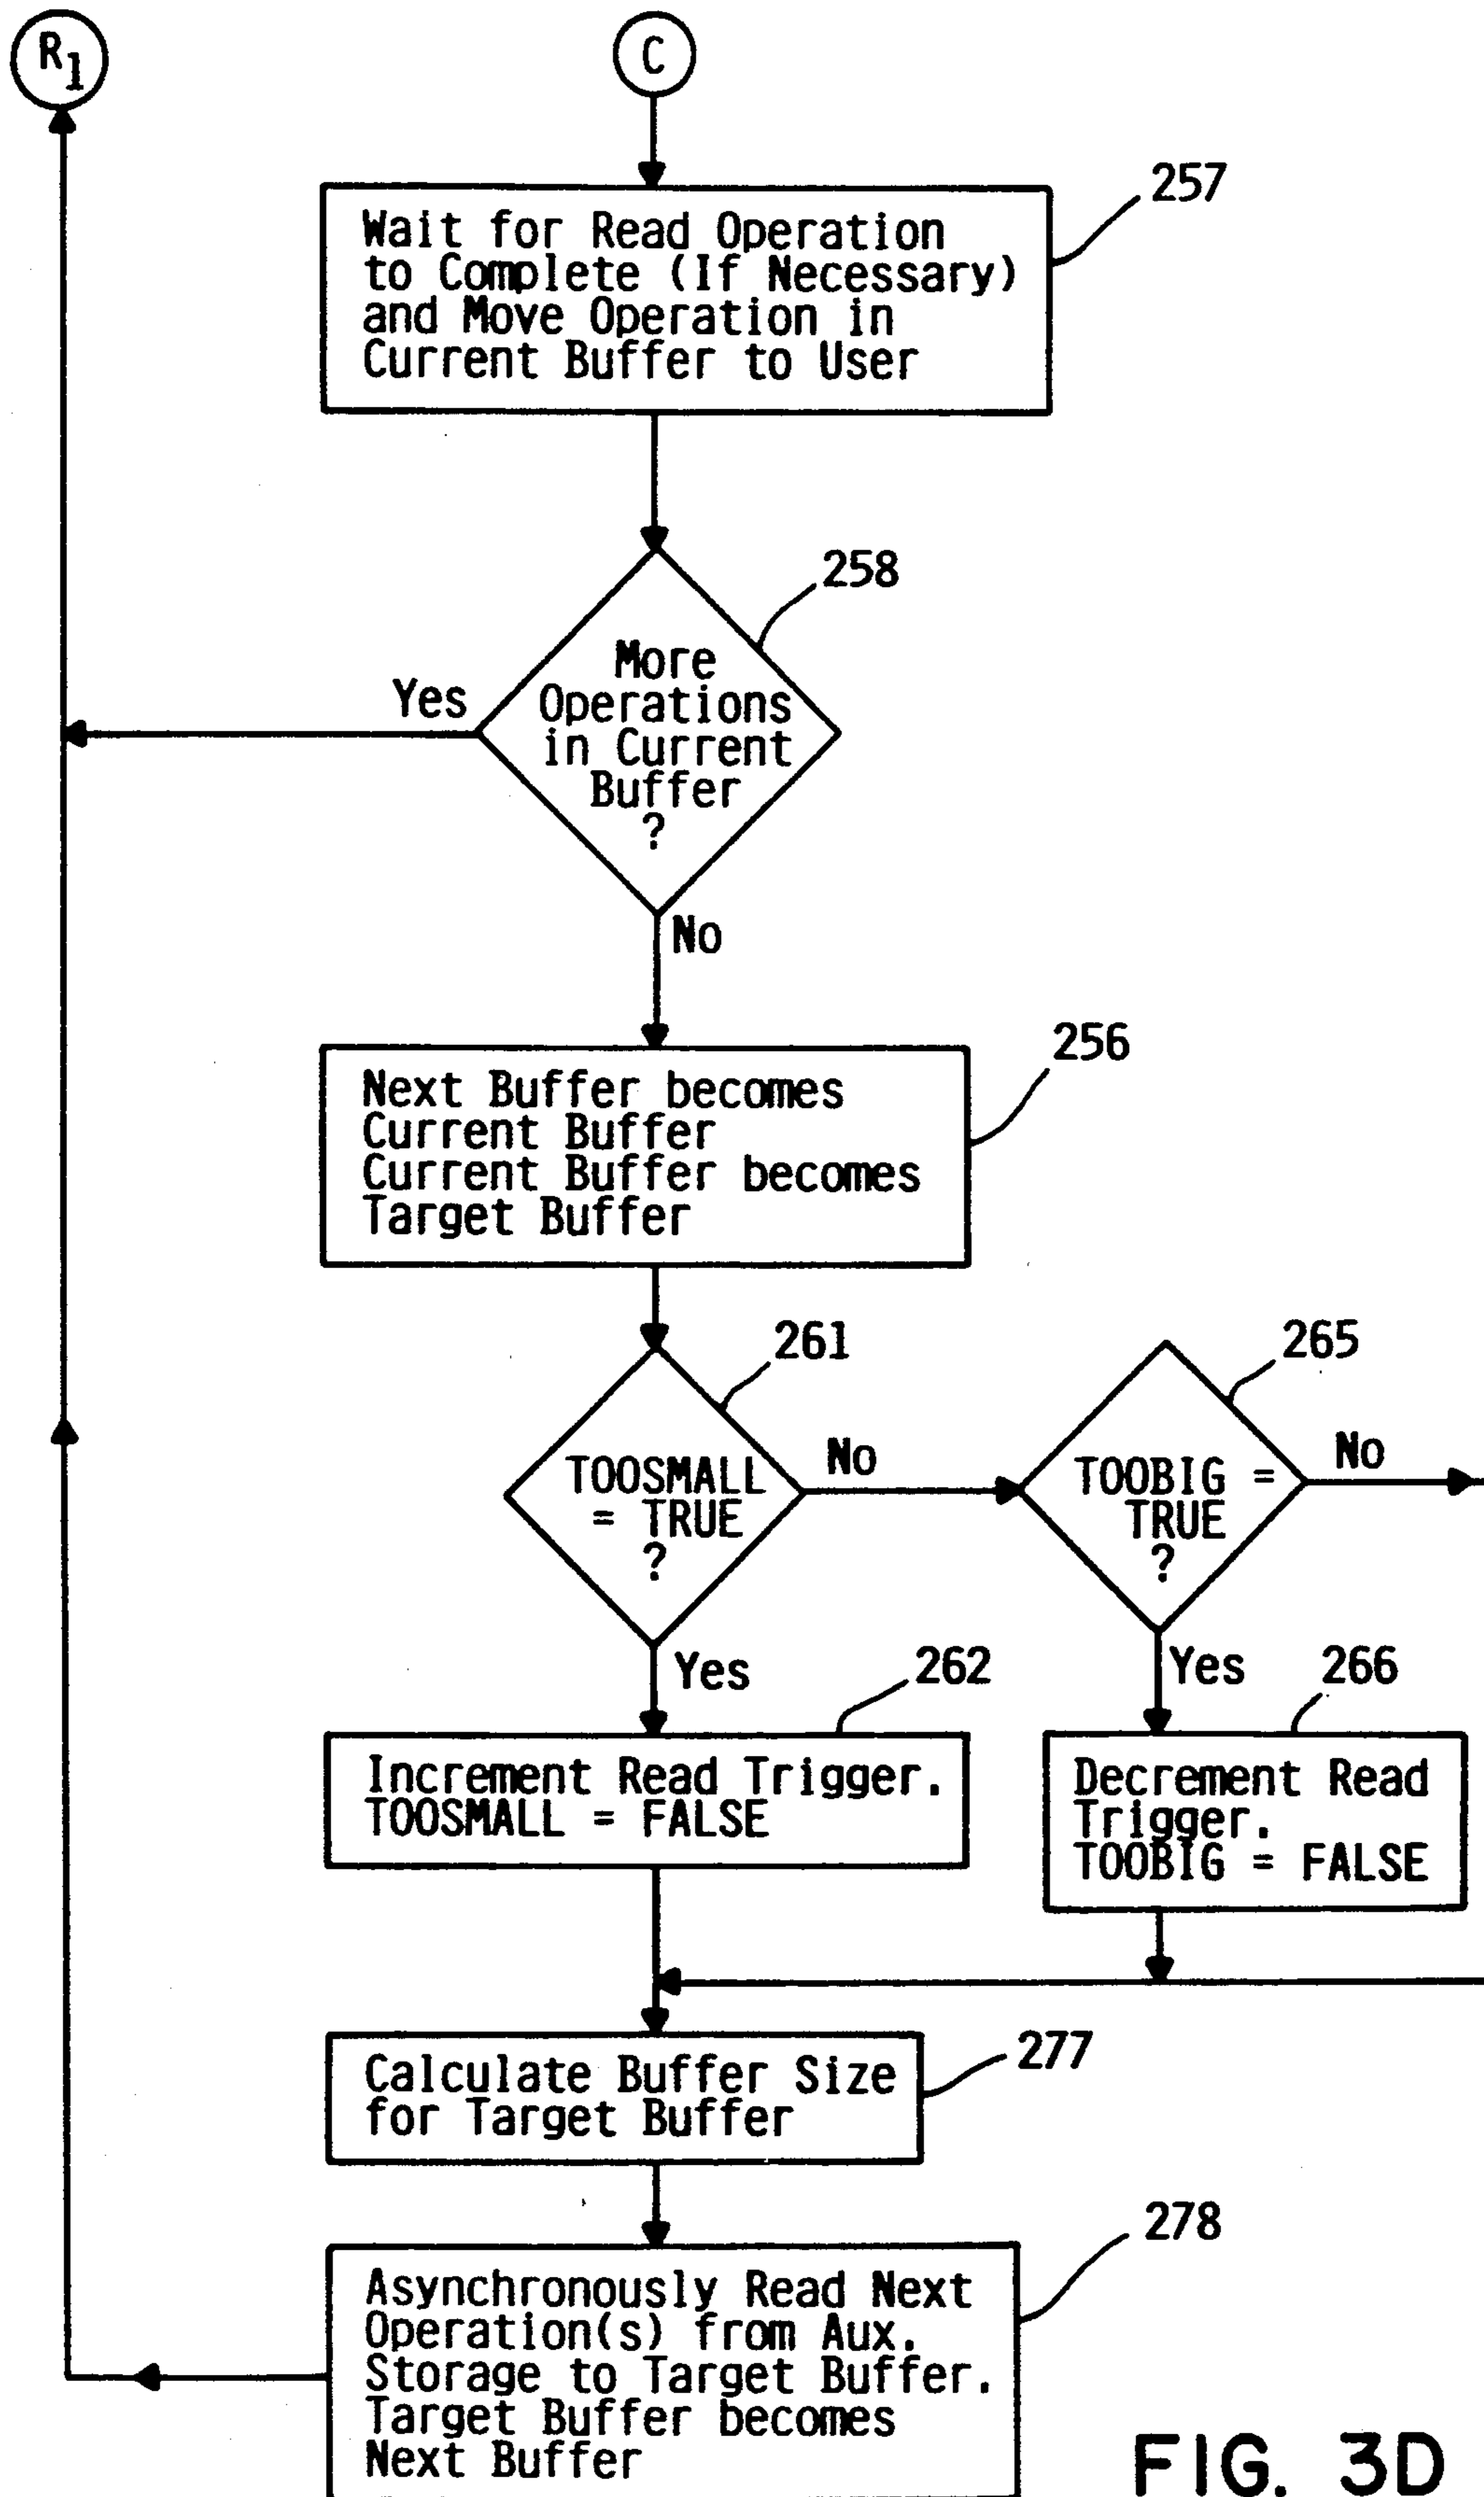 R1
C
257
Wait for Read Operation
to Complete (If Necessary)
and Move Operation in
Current Buffer to User
258
More
Operations
in Current
Buffer
?
Yes
No
256
Next Buffer becomes
Current Buffer
Current Buffer becomes
Target Buffer
261
TOOSMALL
= TRUE
?
No
265
TOOBIG =
TRUE
?
No
Yes
262
Increment Read Trigger.
TOOSMALL = FALSE
Yes
266
Decrement Read
Trigger.
TOOBIG = FALSE
277
Calculate Buffer Size
for Target Buffer
278
Asynchronously Read Next
Operation(s) from Aux.
Storage to Target Buffer.
Target Buffer becomes
Next Buffer
FIG. 3D